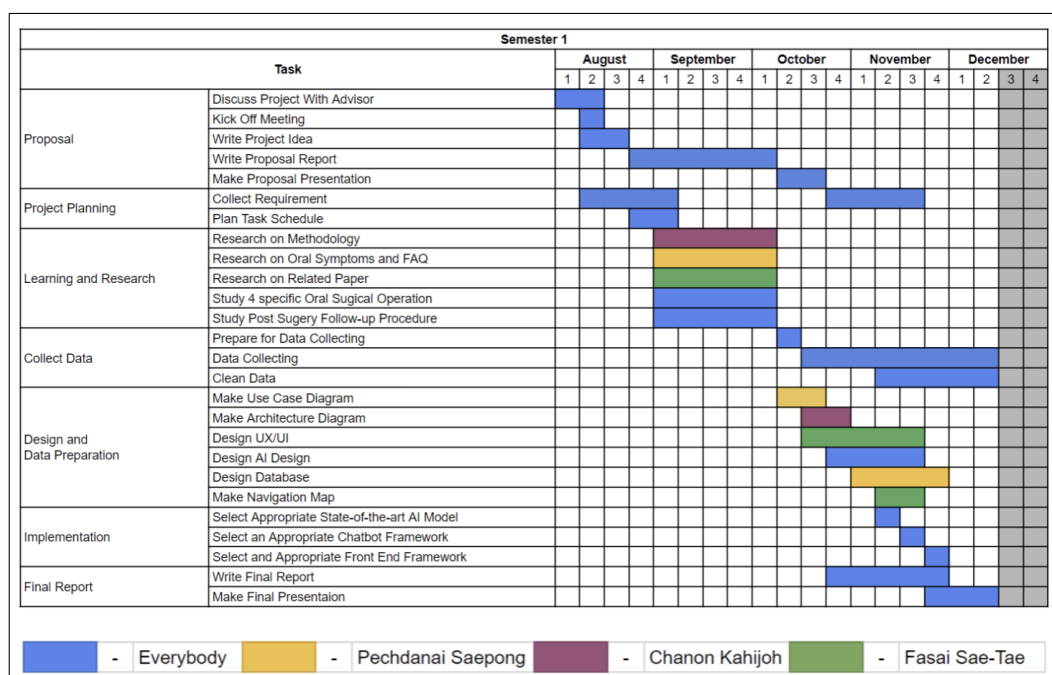 Semester 1
Task
August September October November December
1 2 3 4 1 2 3 4 1 2 3 4 1 2 3 4 1 2 3 4
Proposal
Discuss Project With Advisor
Kick Off Meeting
Write Project Idea
Write Proposal Report
Make Proposal Presentation
Project Planning
Collect Requirement
Plan Task Schedule
Learning and Research
Research on Methodology
Research on Oral Symptoms and FAQ
Research on Related Paper
Study 4 specific Oral Sugical Operation
Study Post Sugery Follow-up Procedure
Collect Data
Prepare for Data Collecting
Data Collecting
Clean Data
Design and
Data Preparation
Make Use Case Diagram
Make Architecture Diagram
Design UX/UI
Design AI Design
Design Database
Make Navigation Map
Implementation
Select Appropriate State-of-the-art AI Model
Select an Appropriate Chatbot Framework
Select and Appropriate Front End Framework
Final Report
Write Final Report
Make Final Presentaion
- Everybody - Pechdanai Saepong - Chanon Kahijoh - Fasai Sae-Tae